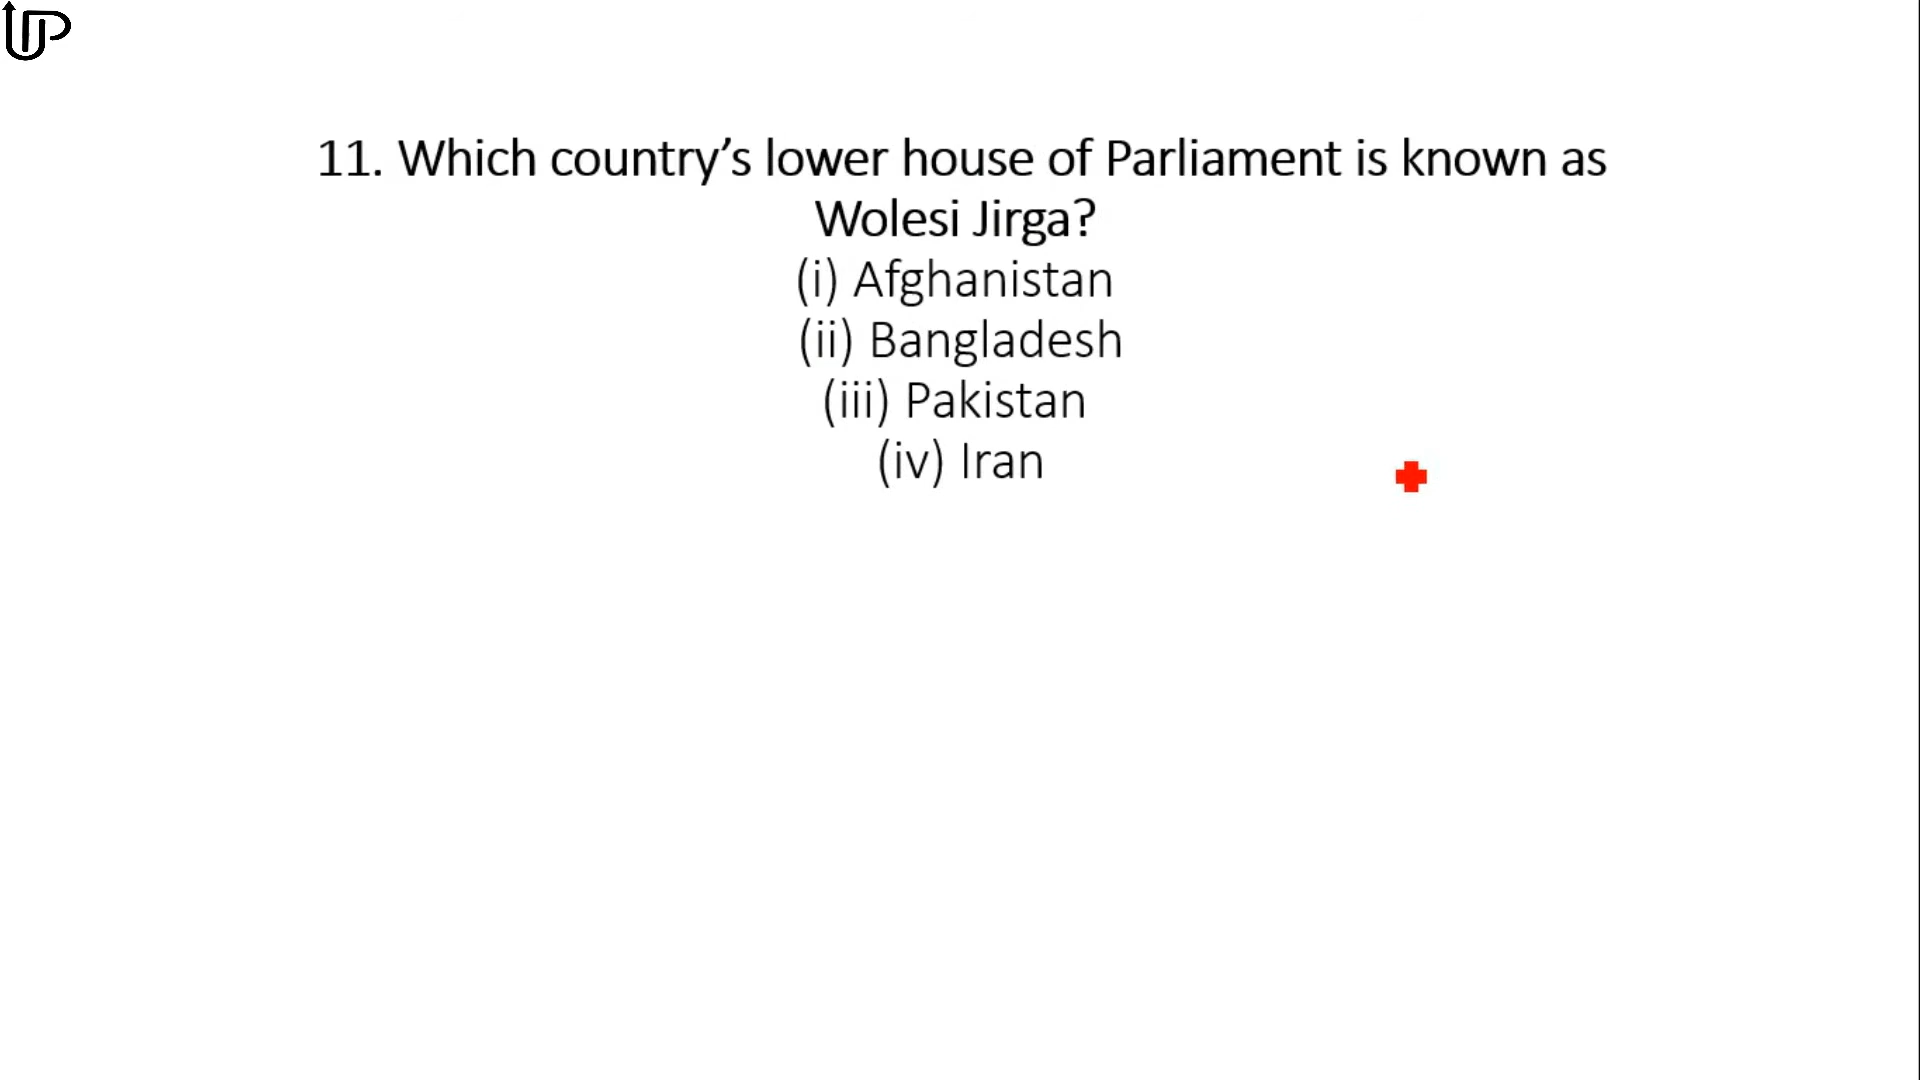 UP
11. Which country’s lower house of Parliament is known as
Wolesi Jirga?
(i) Afghanistan
(ii) Bangladesh
(iii) Pakistan
(iv) Iran